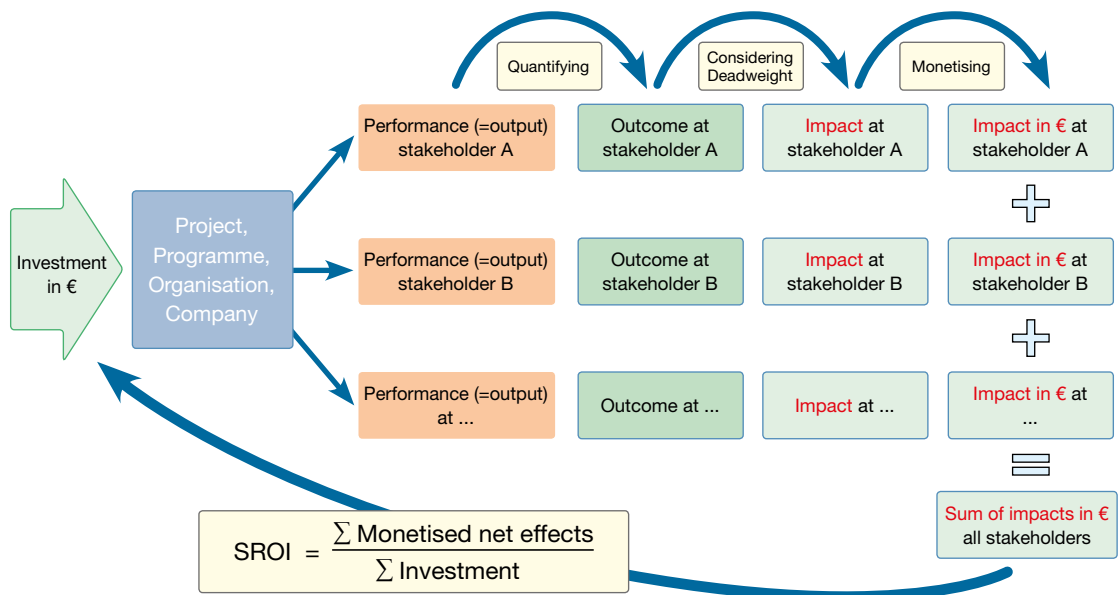 Quantifying
Considering
Deadweight
Monetising
Performance (=output)
stakeholder A
Outcome at
stakeholder A
Impact at
stakeholder A
Impact in € at
stakeholder A
Investment
in €
Project,
Programme,
Organisation,
Company
Performance (=output)
stakeholder B
Outcome at
stakeholder B
Impact at
stakeholder B
Impact in € at
stakeholder B
Performance (=output)
at ...
Outcome at ...
Impact at ...
Impact in € at
...
Sum of impacts in €
all stakeholders
SROI = ∑ Monetised net effects
∑ Investment